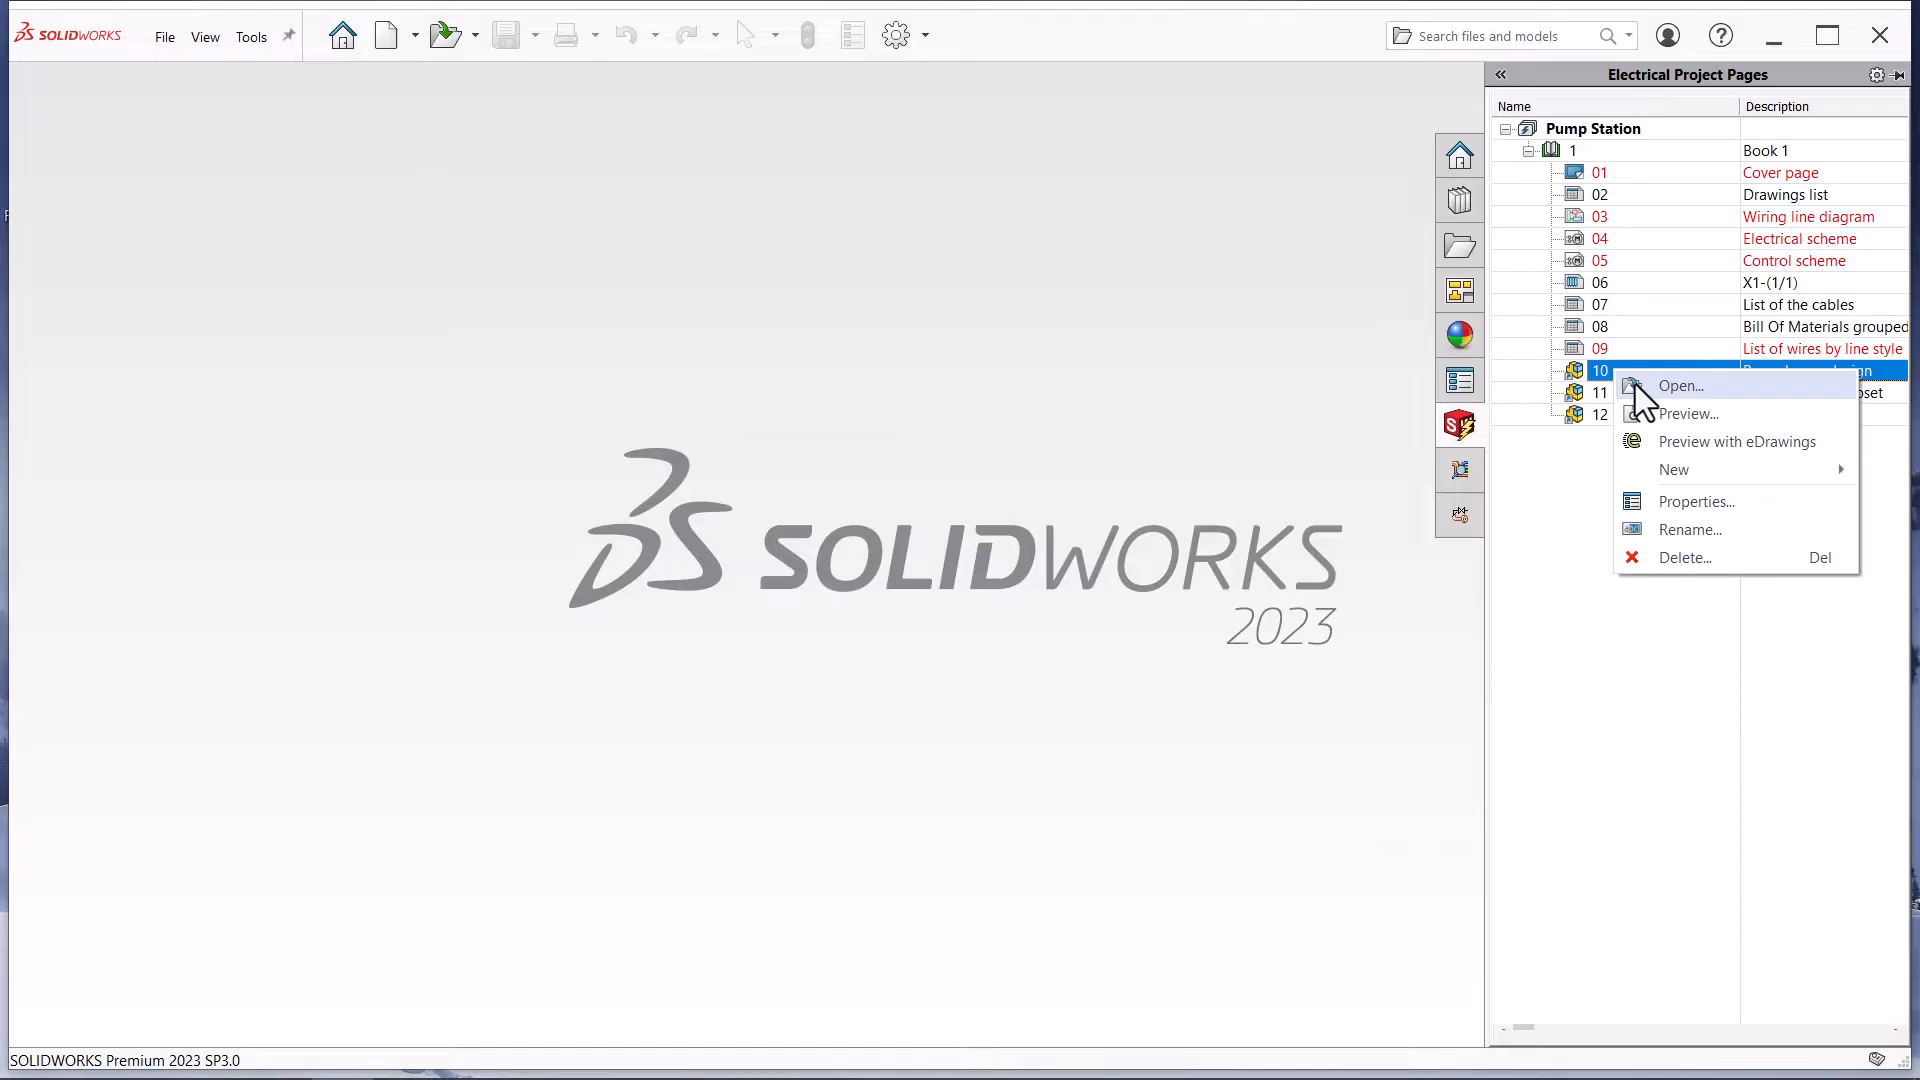 SOLIDWORKS File View Tools
Search files and models
Electrical Project Pages
Name Description
Pump Station
1 Book 1
01 Cover page
02 Drawings list
03 Wiring line diagram
04 Electrical scheme
05 Control scheme
06 X1-(1/1)
07 List of the cables
08 Bill Of Materials grouped
09 List of wires by line style
10
11
12
Open...
Preview...
Preview with eDrawings
New
Properties...
Rename...
Delete... Del
SOLIDWORKS
2023
SOLIDWORKS Premium 2023 SP3.0